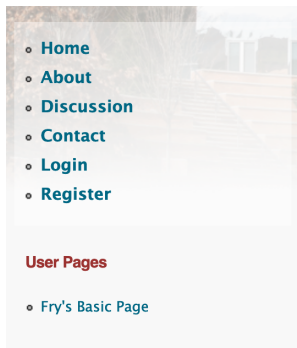 Home
About
Discussion
Contact
Login
Register
User Pages
Fry's Basic Page